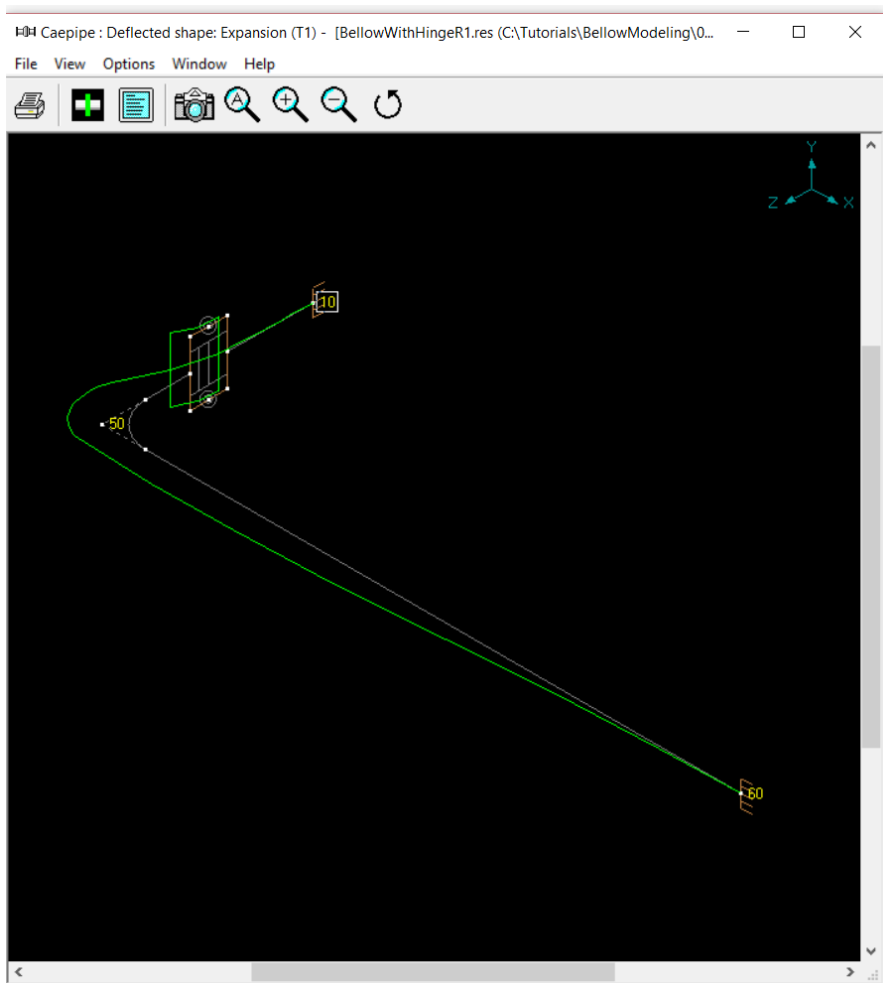 Caepipe : Deflected shape: Expansion (T1) - [BellowWithHingeR1.res (C:\Tutorials\BellowModeling\0...
File View Options Window Help
A
Y
Z X
10
50
60